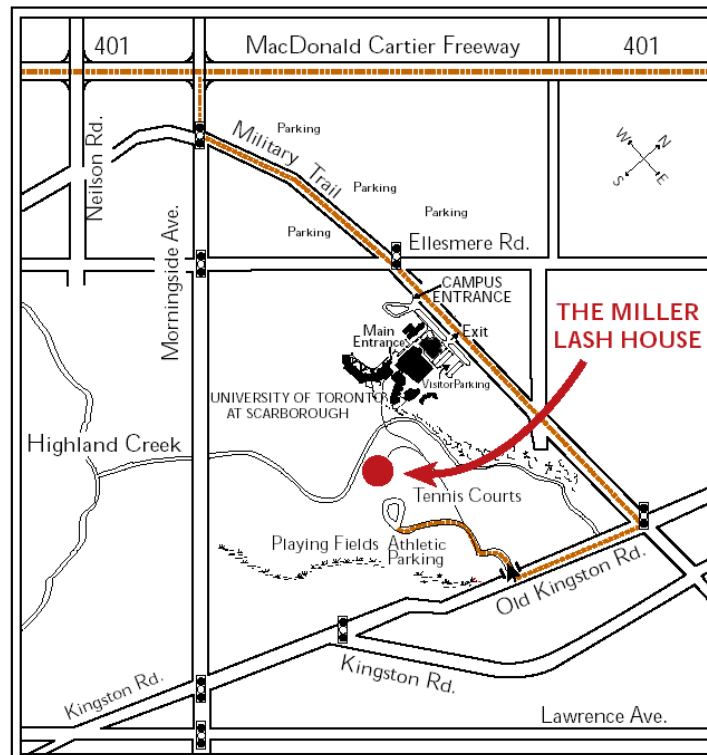 401
MacDonald Cartier Freeway
401
Neilson Rd.
Morningside Ave.
Military Trail
Parking
Parking
Parking
Parking
W
N
S
E
Ellesmere Rd.
CAMPUS
ENTRANCE
Main
Entrance
Exit
VisitorParking
THE MILLER
LASH HOUSE
UNIVERSITY OF TORONTO
AT SCARBOROUGH
Highland Creek
Tennis Courts
Playing Fields
Athletic
Parking
Old Kingston Rd.
Kingston Rd.
Kingston Rd.
Lawrence Ave.